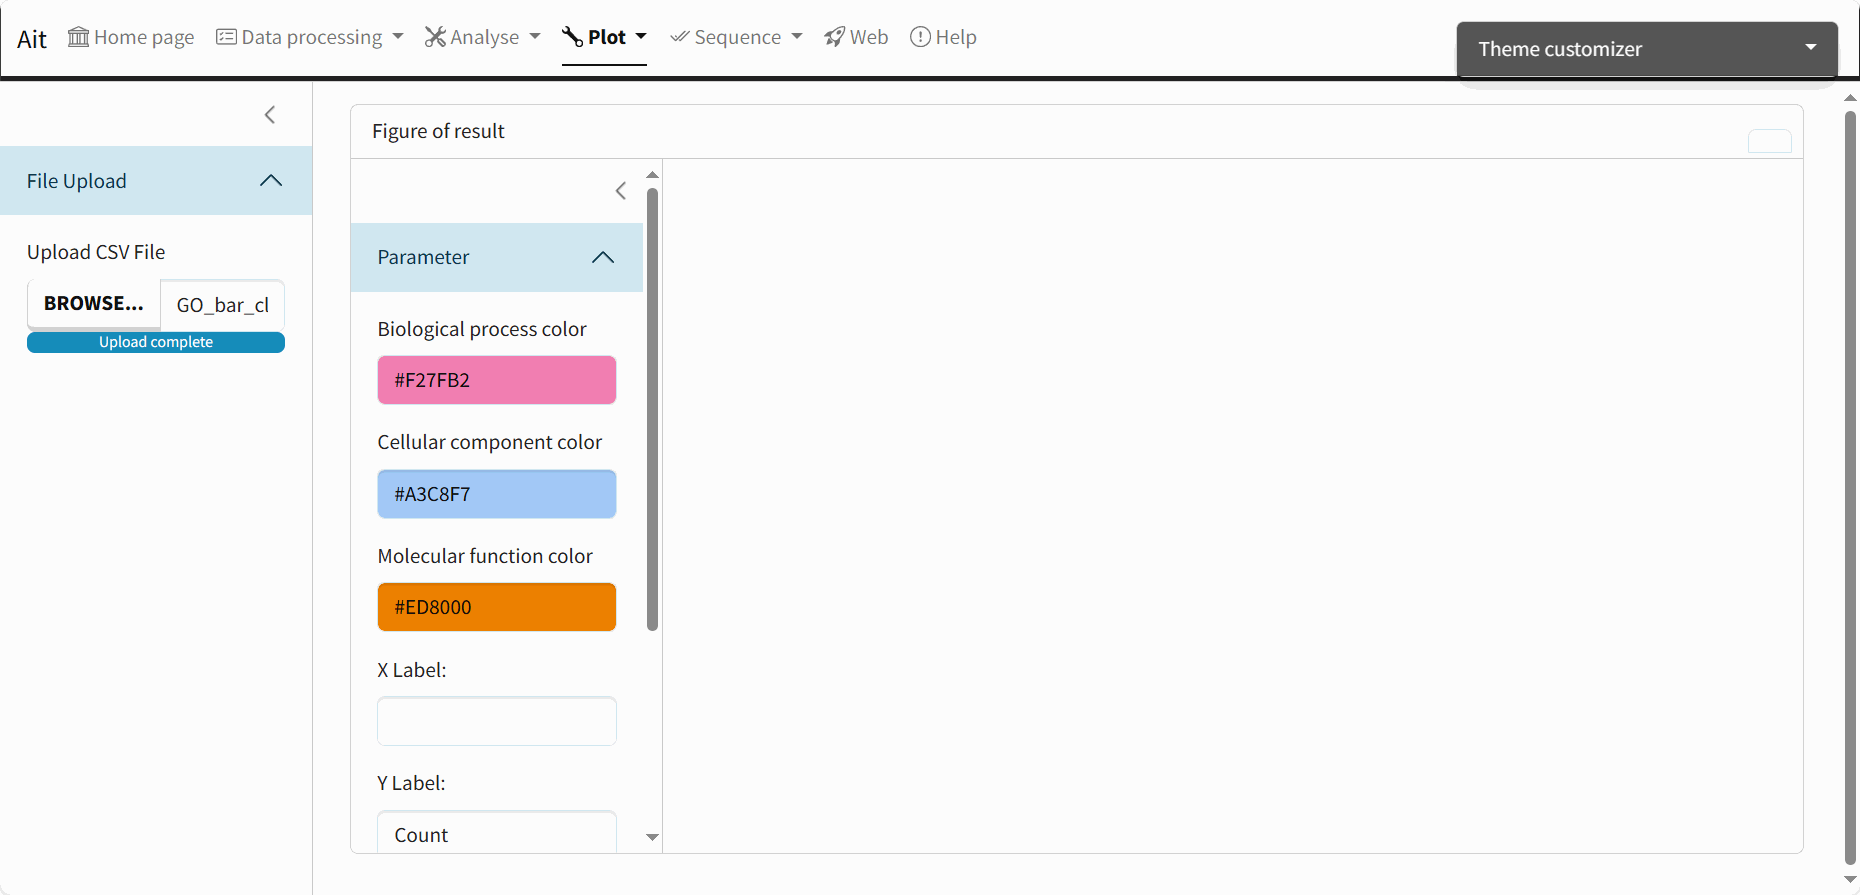 Ait Home page Data processing Analyse Plot Sequence Web Help Theme customizer
File Upload
Upload CSV File
BROWSE... GO_bar_cl
Upload complete
Figure of result
Parameter
Biological process color
#F27FB2
Cellular component color
#A3C8F7
Molecular function color
#ED8000
X Label:
Y Label:
Count